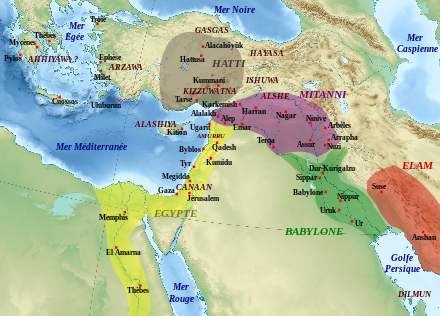 Mer Noire
Troie
GASGAS
Mer
Egée
Thèbes
Mycènes
Alacahöyük
Mer
Caspienne
Pylos
AHHIYAWA ?
Ephèse
ARZAWA
Milet
Hattusa
HATTI
HAYASA
Kummani
KIZZUWATNA
ISHUWA
Cnossos
Uluburun
Tarse
Karkemish
ALSHE
MITANNI
Alalakh
Alep
Harran
Nagar
Ninive
ALASHIYA
Kition
Ugarit
Emar
Arbèles
Arrapha
AMURRU
Nuzi
Mer Méditerranée
Byblos
Qadesh
Terqa
Assur
Tyr
Kumidu
Dur-Kurigalzu
ELAM
Megiddo
Sippar
Gaza
CANAAN
Jérusalem
Babylone
Nippur
Suse
Memphis
EGYPTE
Uruk
Ur
BABYLONE
Anshan
El Amarna
Golfe
Persique
Thèbes
Mer
Rouge
DILMUN